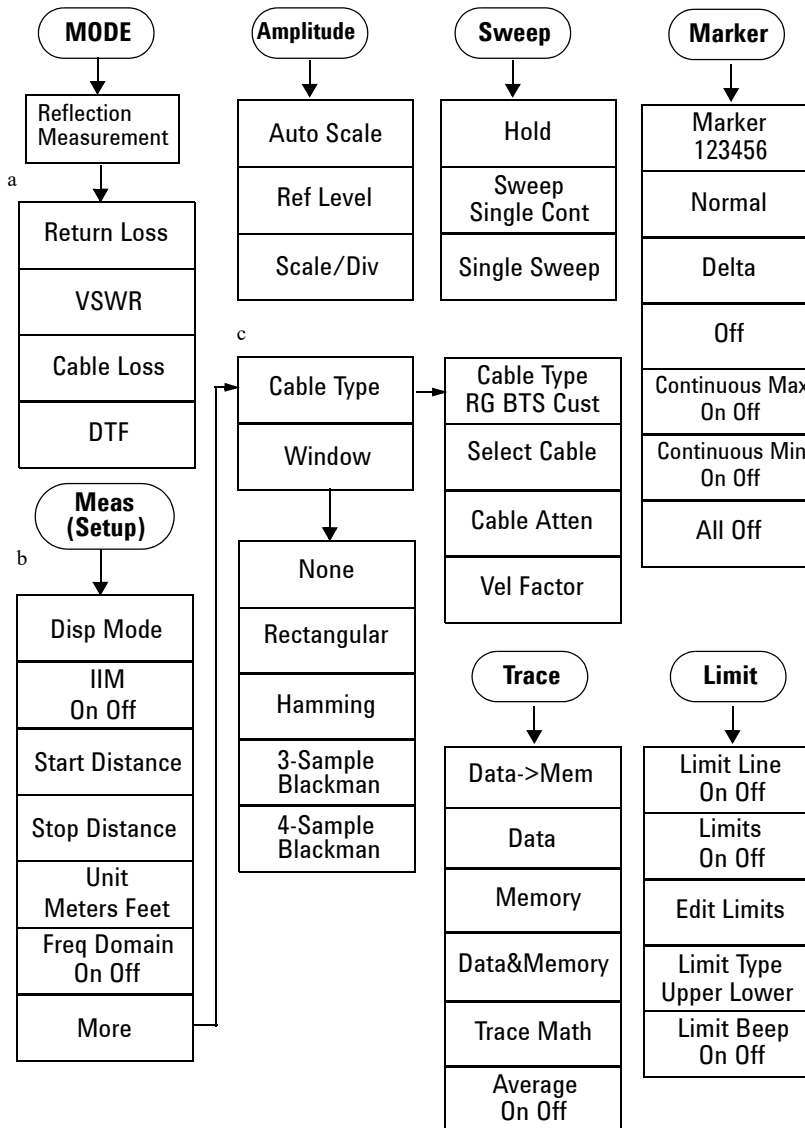 MODE
Reflection
Measurement
a
Return Loss
VSWR
Cable Loss
DTF
Meas
(Setup)
b
Disp Mode
IIM
On Off
Start Distance
Stop Distance
Unit
Meters Feet
Freq Domain
On Off
More
Amplitude
Auto Scale
Ref Level
Scale/Div
c
Cable Type
Window
None
Rectangular
Hamming
3-Sample
Blackman
4-Sample
Blackman
Sweep
Hold
Sweep
Single Cont
Single Sweep
Cable Type
RG BTS Cust
Select Cable
Cable Atten
Vel Factor
Trace
Data->Mem
Data
Memory
Data&Memory
Trace Math
Average
On Off
Marker
Marker
123456
Normal
Delta
Off
Continuous Max
On Off
Continuous Min
On Off
All Off
Limit
Limit Line
On Off
Limits
On Off
Edit Limits
Limit Type
Upper Lower
Limit Beep
On Off